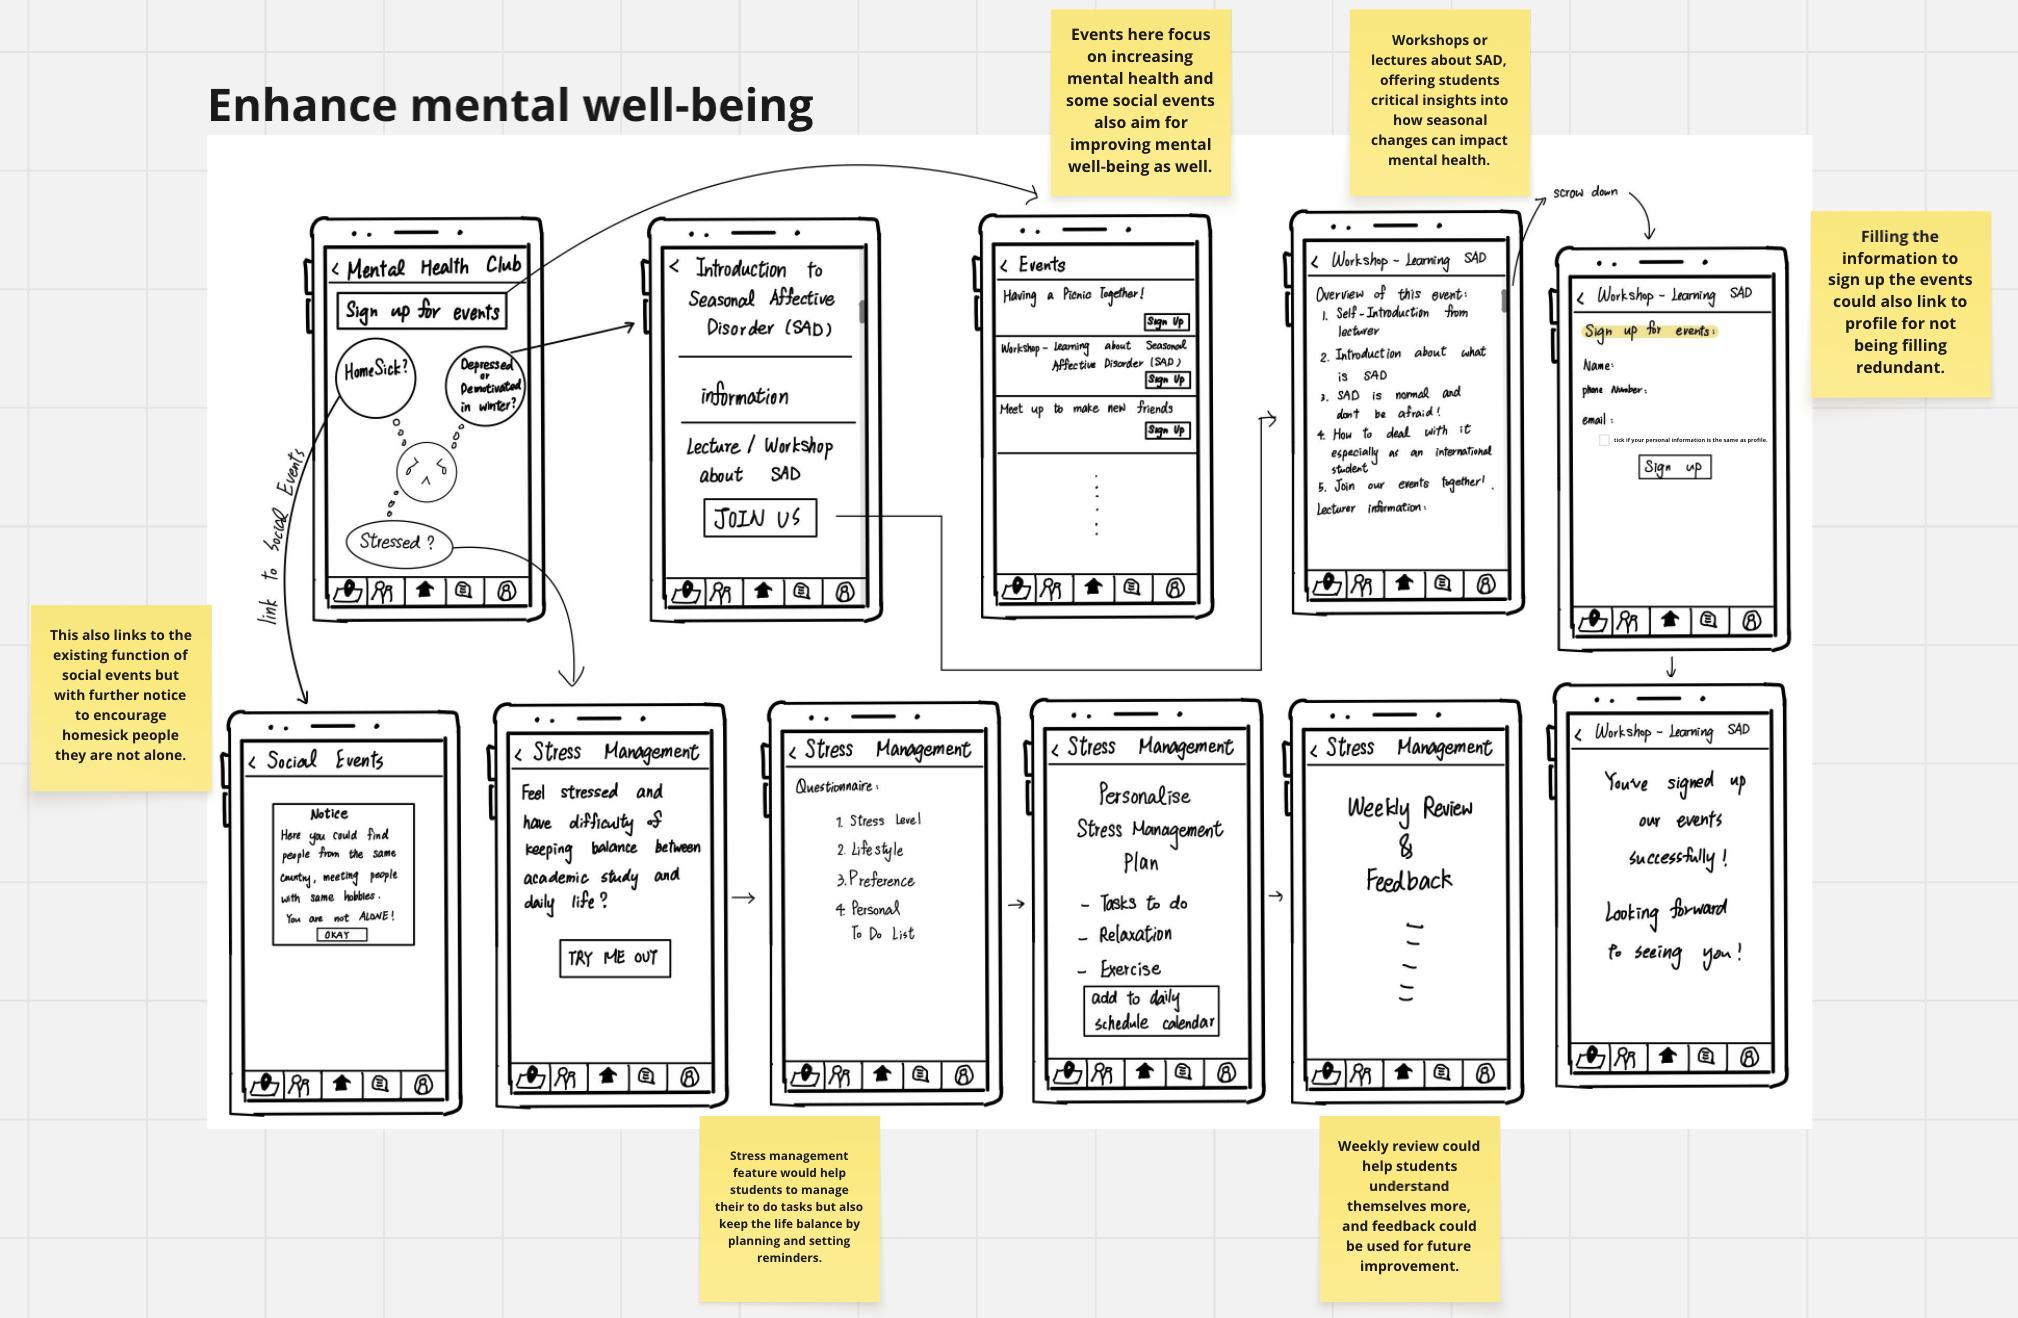 Enhance mental well-being
Events here focus
on increasing
mental health and
some social events
also aim for
improving mental
well-being as well.
Workshops or
lectures about SAD,
offering students
critical insights into
how seasonal
changes can impact
mental health.
scrow down
Filling the
information to
sign up the events
could also link to
profile for not
being filling
redundant.
< Mental Health Club
Sign up for events
HomeSick?
Depressed
or
Demotivated
in winter?
Stressed?
link to Social Events
< Introduction to
Seasonal Affective
Disorder (SAD)
information
Lecture / Workshop
about SAD
JOIN US
< Events
Having a Picnic Together!
Sign Up
Workshop - Learning about Seasonal
Affective Disorder (SAD)
Sign Up
Meet up to make new friends
Sign Up
< Workshop - Learning SAD
Overview of this event:
1. Self-Introduction from
lecturer
2. Introduction about what
is SAD
3. SAD is normal and
don't be afraid!
4. How to deal with it
especially as an international
student
5. Join our events together!
Lecturer information:
< Workshop - Learning SAD
Sign up for events:
Name:
phone Number:
email:
tick if your personal information is the same as profile.
Sign up
This also links to the
existing function of
social events but
with further notice
to encourage
homesick people
they are not alone.
< Social Events
Notice
Here you could find
people from the same
country, meeting people
with same hobbies.
You are not ALONE!
OKAY
< Stress Management
Feel stressed and
have difficulty of
keeping balance between
academic study and
daily life?
TRY ME OUT
< Stress Management
Questionnaire:
1. Stress Level
2. Lifestyle
3. Preference
4. Personal
To Do List
< Stress Management
Personalise
Stress Management
Plan
- Tasks to do
- Relaxation
- Exercise
add to daily
schedule calendar
< Stress Management
Weekly Review
&
Feedback
< Workshop - Learning SAD
You've signed up
our events
successfully!
Looking forward
to seeing you!
Stress management
feature would help
students to manage
their to do tasks but also
keep the life balance by
planning and setting
reminders.
Weekly review could
help students
understand
themselves more,
and feedback could
be used for future
improvement.